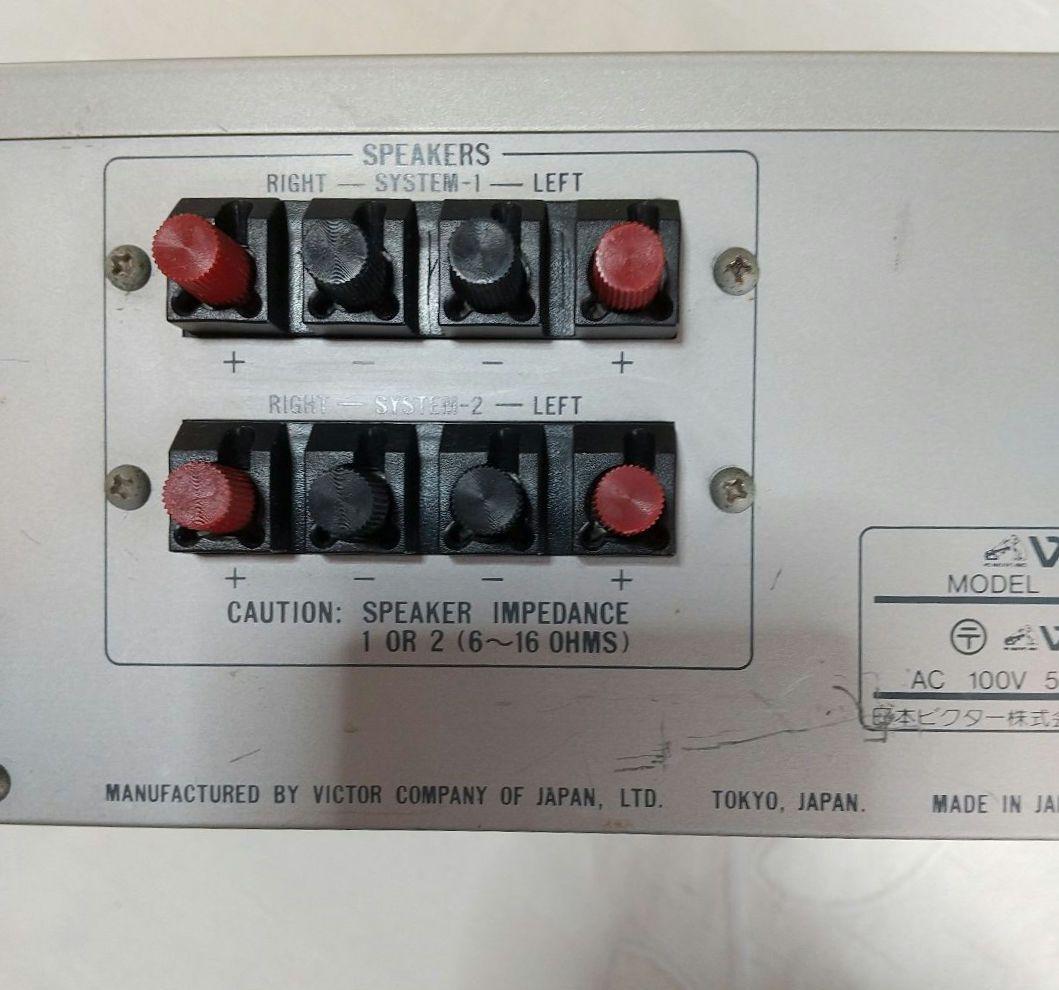 SPEAKERS
RIGHT — SYSTEM-1 — LEFT
+ − − +
RIGHT — SYSTEM-2 — LEFT
+ − − +
CAUTION: SPEAKER IMPEDANCE
1 OR 2 (6～16 OHMS)
MODEL
AC 100V
日本ビクター株式
MANUFACTURED BY VICTOR COMPANY OF JAPAN, LTD. TOKYO, JAPAN. MADE IN